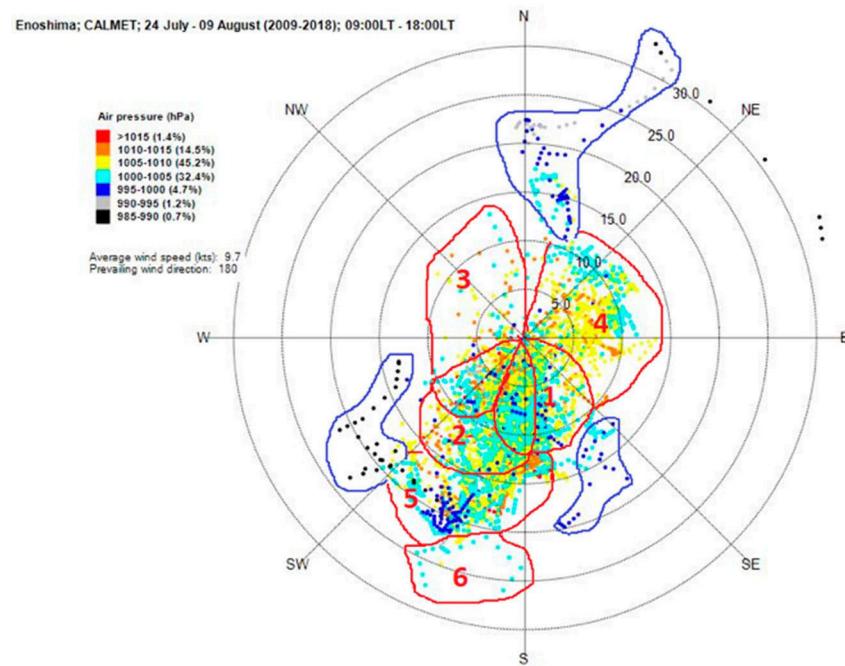 Enoshima; CALMET; 24 July - 09 August (2009-2018); 09:00LT - 18:00LT
N
NW
NE
30.0
25.0
20.0
15.0
10.0
5.0
Air pressure (hPa)
>1015 (1.4%)
1010-1015 (14.5%)
1005-1010 (45.2%)
1000-1005 (32.4%)
995-1000 (4.7%)
990-995 (1.2%)
985-990 (0.7%)
Average wind speed (kts): 9.7
Prevailing wind direction: 180
3
4
W
E
1
2
5
6
SW
SE
S